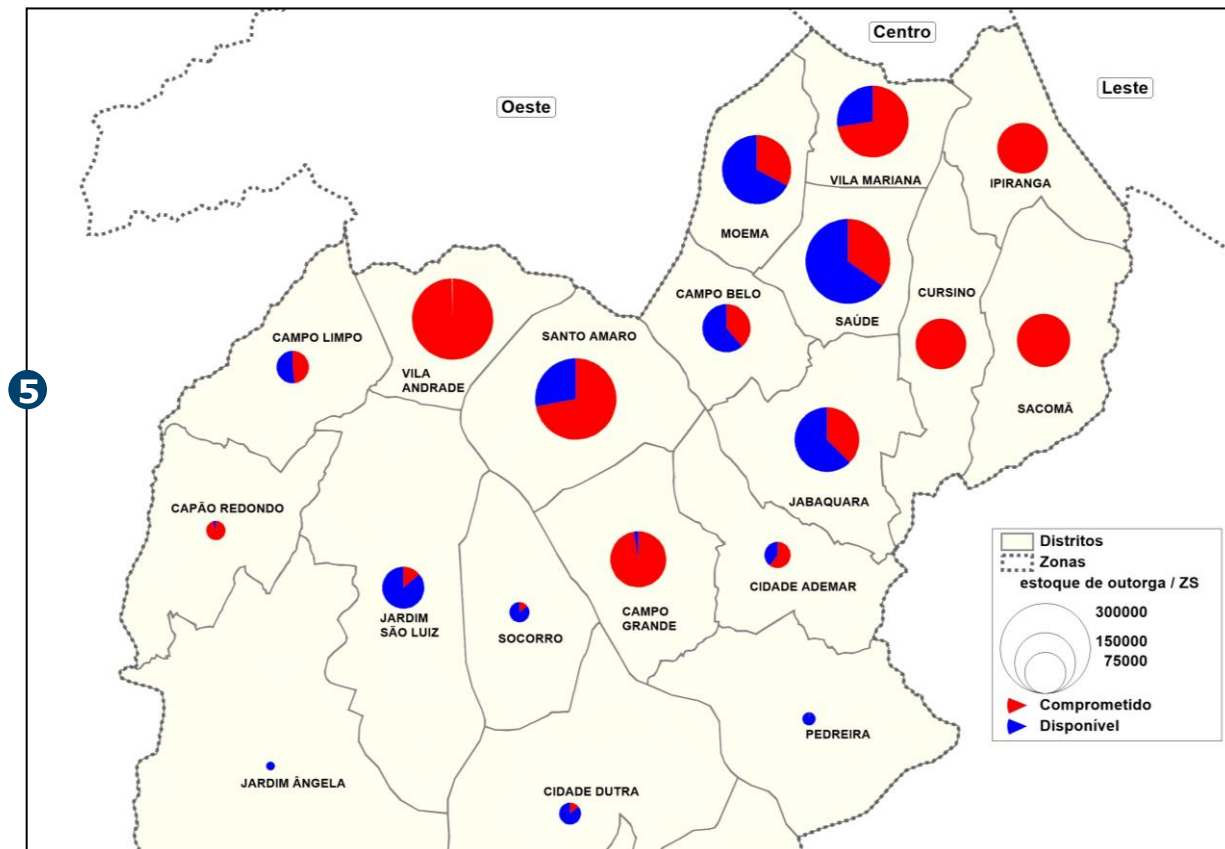 Centro
Oeste
Leste
VILA MARIANA
IPIRANGA
MOEMA
CAMPO BELO
CURSINO
SAÚDE
CAMPO LIMPO
SANTO AMARO
VILA
ANDRADE
5
SACOMÃ
JABAQUARA
CAPÃO REDONDO
CIDADE ADEMAR
JARDIM
SÃO LUIZ
SOCORRO
CAMPO
GRANDE
PEDREIRA
JARDIM ÂNGELA
CIDADE DUTRA
Distritos
Zonas
estoque de outorga / ZS
300000
150000
75000
Comprometido
Disponível